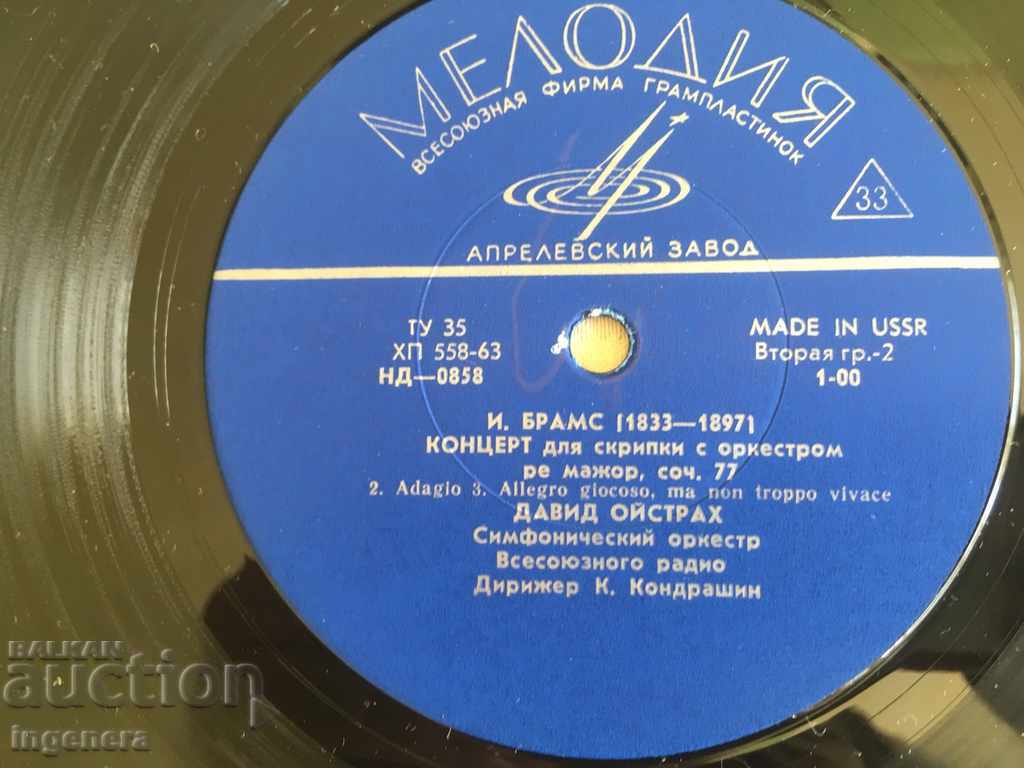 МЕЛОДИЯ
ВСЕСОЮЗНАЯ ФИРМА ГРАМПЛАСТИНОК
33
АПРЕЛЕВСКИЙ ЗАВОД
ТУ 35
ХП 558-63
НД—0858
MADE IN USSR
Вторая гр.-2
1-00
И. БРАМС [1833—1897]
КОНЦЕРТ для скрипки с оркестром
ре мажор, соч. 77
2. Adagio 3. Allegro giocoso, ma non troppo vivace
ДАВИД ОЙСТРАХ
Симфонический оркестр
Всесоюзного радио
Дирижер К. Кондрашин
BALKAN
auction
ingenera